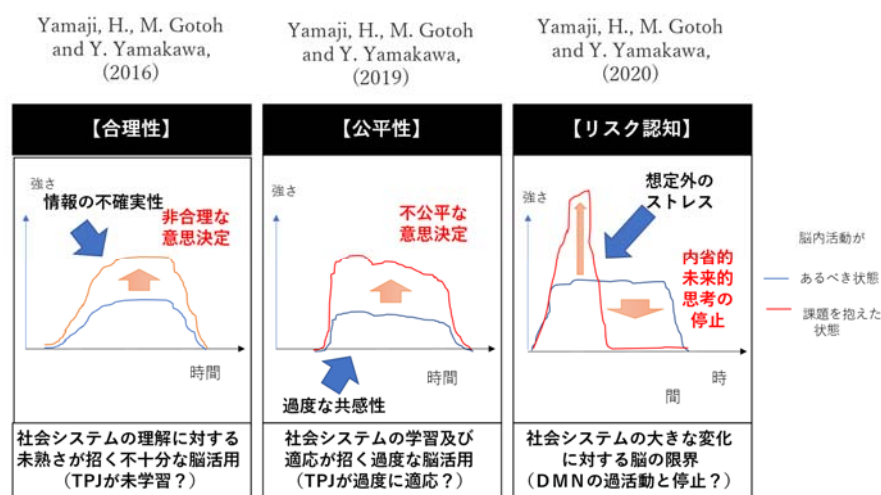 Yamaji, H., M. Gotoh
and Y. Yamakawa,
(2016)
Yamaji, H., M. Gotoh
and Y. Yamakawa,
(2019)
Yamaji, H., M. Gotoh
and Y. Yamakawa,
(2020)
【合理性】
強さ
情報の不確実性
非合理な
意思決定
時間
社会システムの理解に対する
未熟さが招く不十分な脳活用
(TPJが未学習?)
【公平性】
強さ
不公平な
意思決定
時間
過度な共感性
社会システムの学習及び
適応が招く過度な脳活用
(TPJが過度に適応?)
【リスク認知】
強さ
想定外の
ストレス
内省的
未来的
思考の
停止
時
間
社会システムの大きな変化
に対する脳の限界
(DMNの過活動と停止?)
脳内活動が
あるべき状態
課題を抱えた
状態